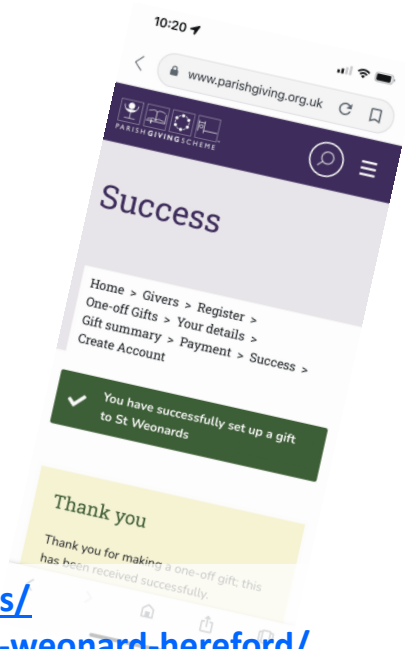 10:20
www.parishgiving.org.uk
PARISH GIVING SCHEME
Success
Home > Givers > Register >
One-off Gifts > Your details >
Gift summary > Payment > Success >
Create Account
You have successfully set up a gift
to St Weonards
Thank you
Thank you for making a one-off gift; this
has been received successfully.
s/
-weonard-hereford/